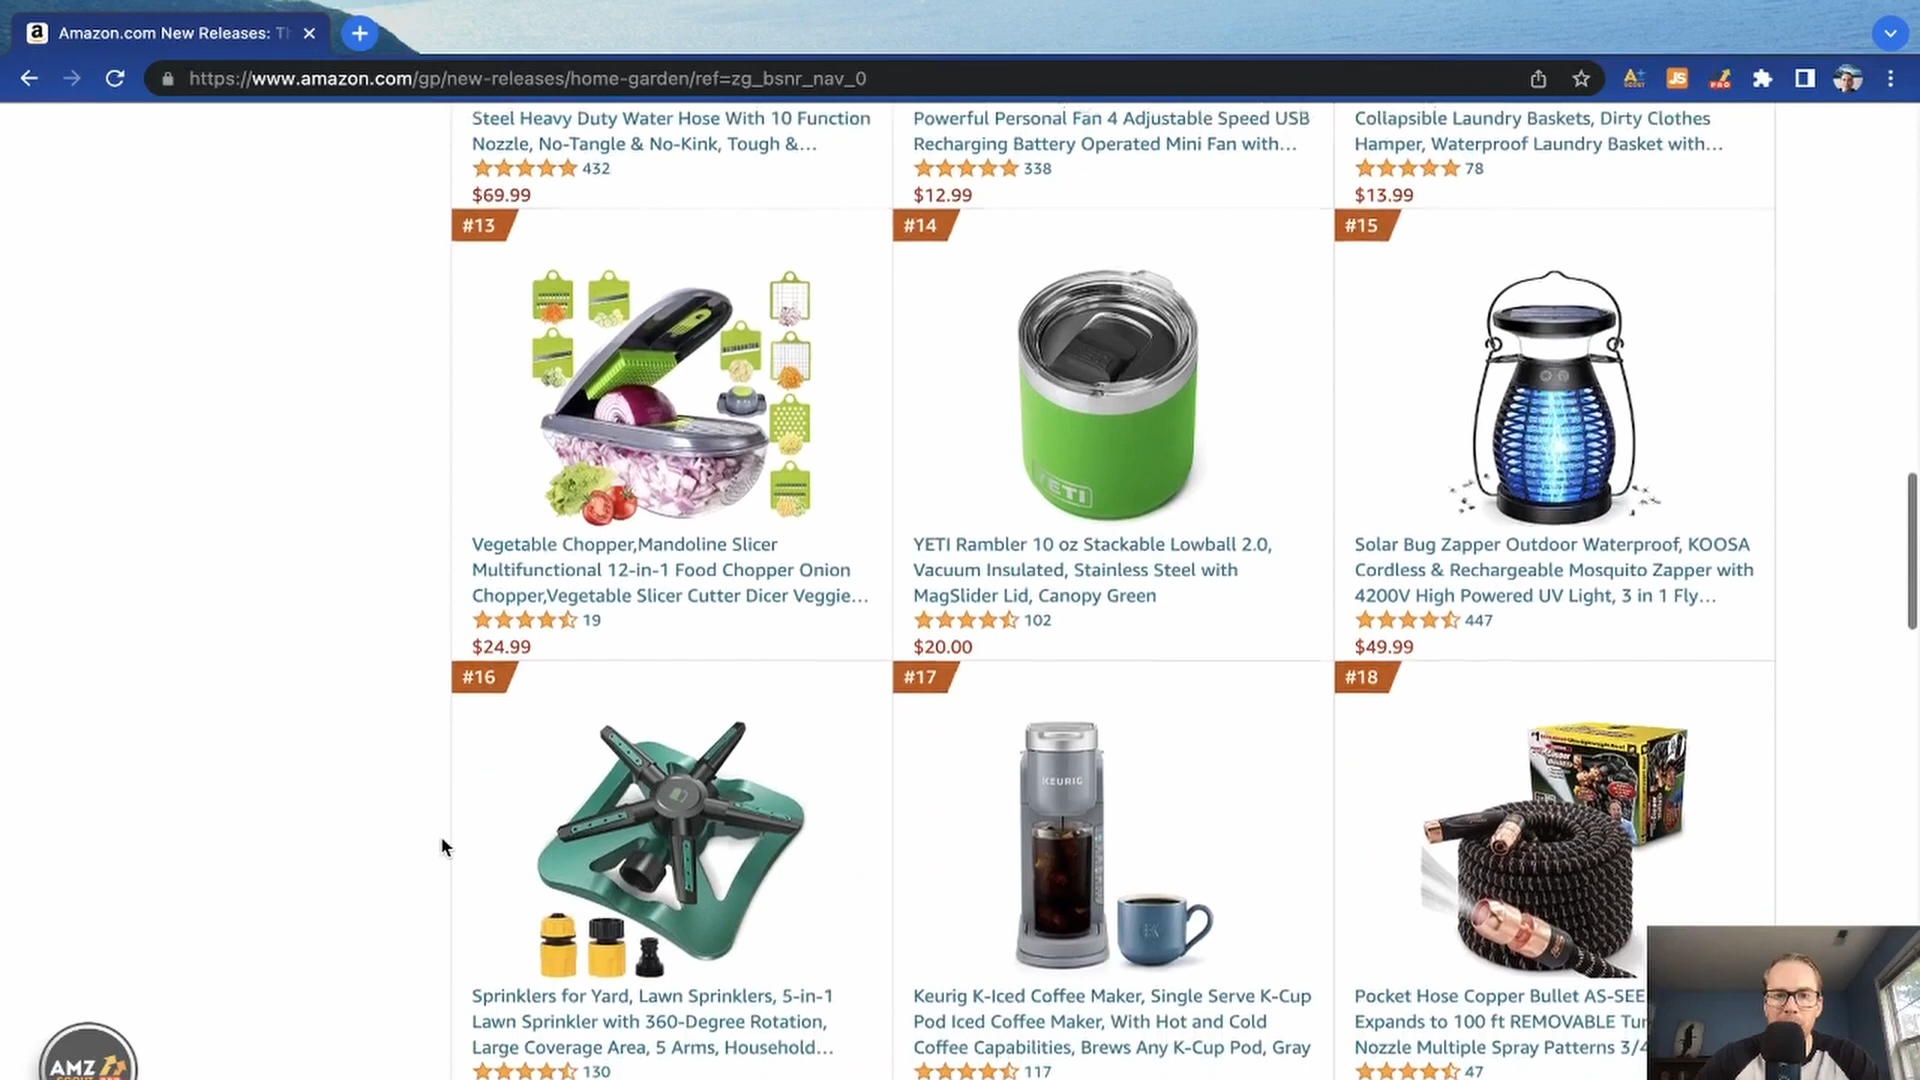 Amazon.com New Releases: T
https://www.amazon.com/gp/new-releases/home-garden/ref=zg_bsnr_nav_0
Steel Heavy Duty Water Hose With 10 Function
Nozzle, No-Tangle & No-Kink, Tough &...
432
$69.99
Powerful Personal Fan 4 Adjustable Speed USB
Recharging Battery Operated Mini Fan with...
338
$12.99
Collapsible Laundry Baskets, Dirty Clothes
Hamper, Waterproof Laundry Basket with...
78
$13.99
#13
#14
#15
YETI
Vegetable Chopper,Mandoline Slicer
Multifunctional 12-in-1 Food Chopper Onion
Chopper,Vegetable Slicer Cutter Dicer Veggie...
19
$24.99
YETI Rambler 10 oz Stackable Lowball 2.0,
Vacuum Insulated, Stainless Steel with
MagSlider Lid, Canopy Green
102
$20.00
Solar Bug Zapper Outdoor Waterproof, KOOSA
Cordless & Rechargeable Mosquito Zapper with
4200V High Powered UV Light, 3 in 1 Fly...
447
$49.99
#16
#17
#18
KEURIG
K
Sprinklers for Yard, Lawn Sprinklers, 5-in-1
Lawn Sprinkler with 360-Degree Rotation,
Large Coverage Area, 5 Arms, Household...
130
Keurig K-Iced Coffee Maker, Single Serve K-Cup
Pod Iced Coffee Maker, With Hot and Cold
Coffee Capabilities, Brews Any K-Cup Pod, Gray
117
Pocket Hose Copper Bullet AS-SEE
Expands to 100 ft REMOVABLE Tur
Nozzle Multiple Spray Patterns 3/4
47
AMZ
JS
PRO